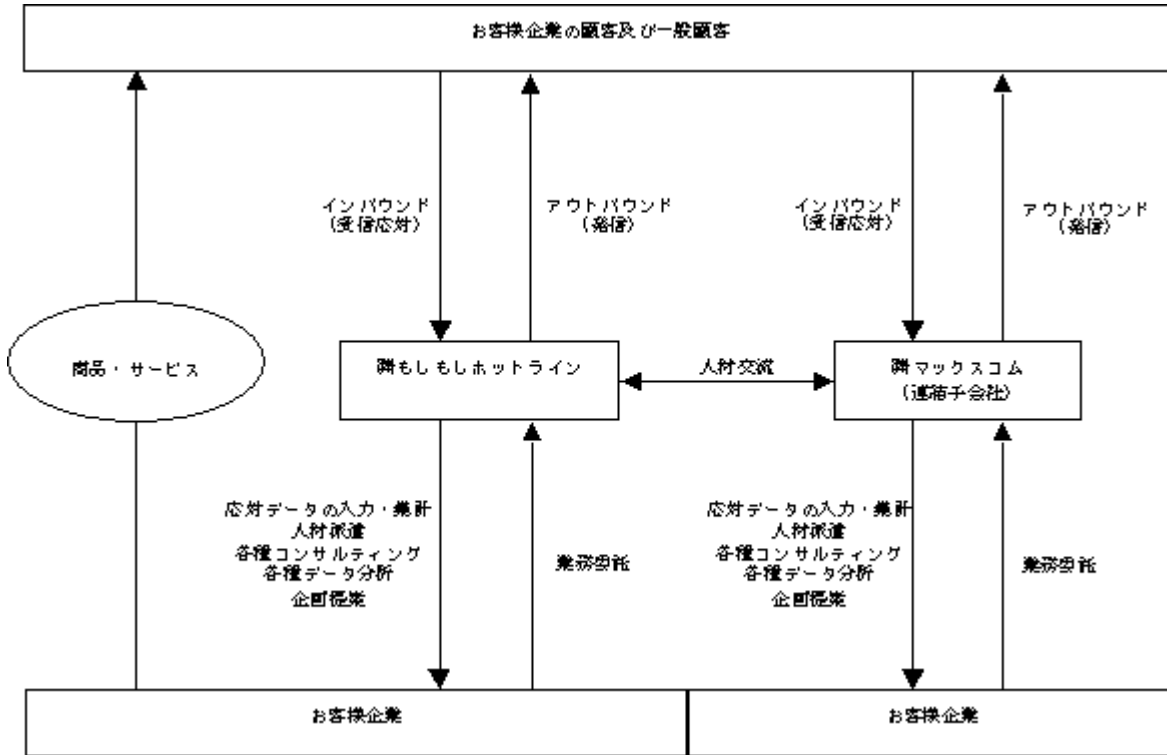 お客様企業の顧客及び一般顧客
インバウンド
(受信応対)
アウトバウンド
(発信)
インバウンド
(受信応対)
アウトバウンド
(発信)
商品・サービス
もしもしホットライン
人材交流
マックスコム
(連結子会社)
応対データの入力・集計
人材派遣
各種コンサルティング
各種データ分析
企画提案
業務委託
応対データの入力・集計
人材派遣
各種コンサルティング
各種データ分析
企画提案
業務委託
お客様企業
お客様企業